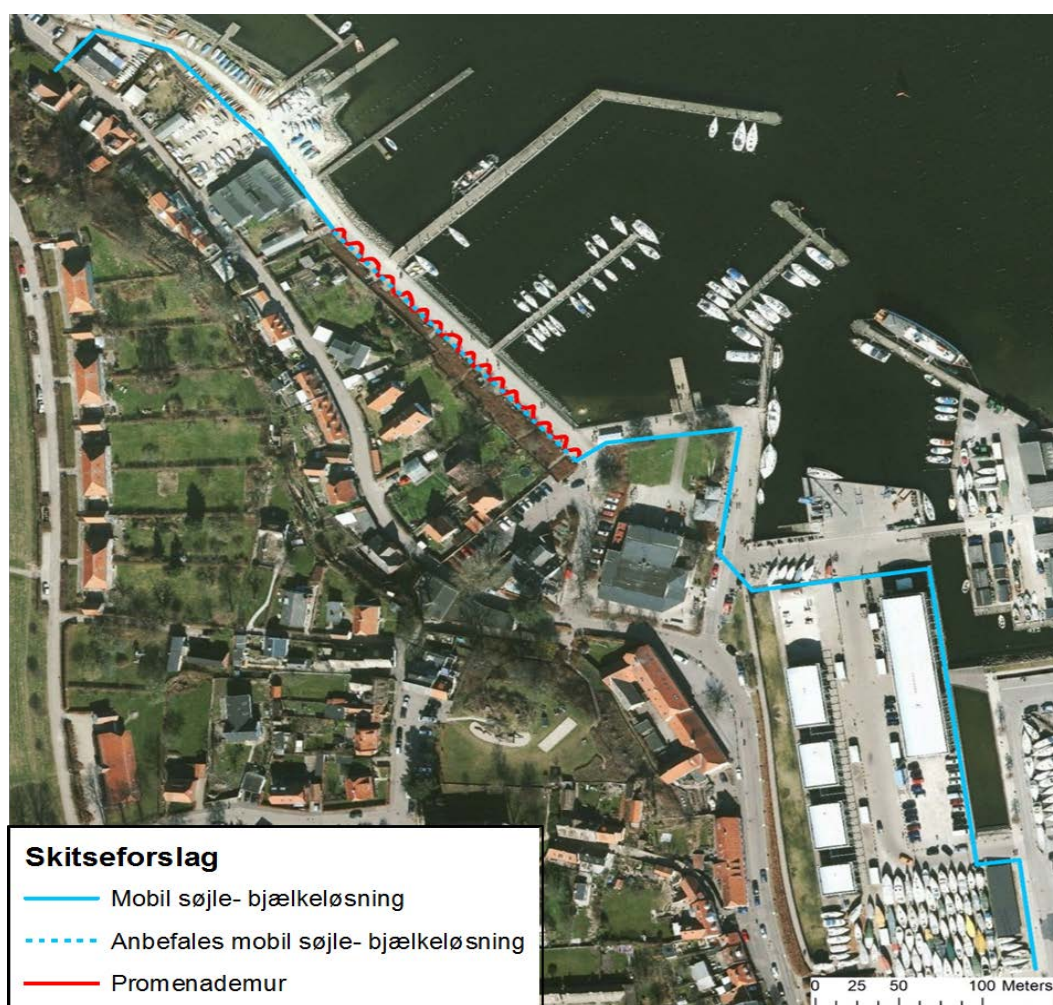 Skitseforslag
Mobil søjle- bjælkeløsning
Anbefales mobil søjle- bjælkeløsning
Promenademur
0 25 50 100 Meters